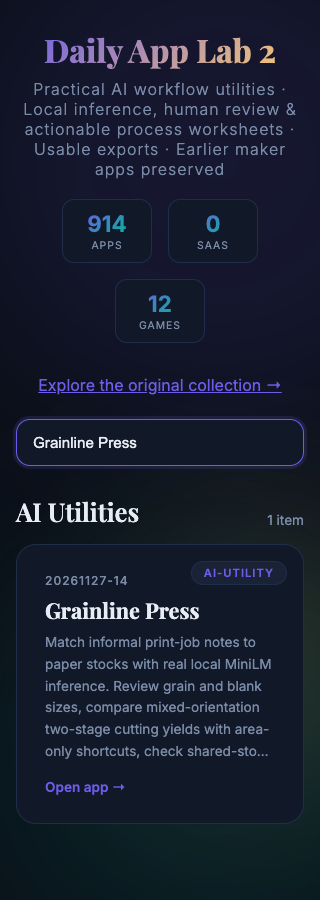 Daily App Lab 2
Practical AI workflow utilities ·
Local inference, human review &
actionable process worksheets ·
Usable exports · Earlier maker
apps preserved
914
APPS
0
SAAS
12
GAMES
Explore the original collection →
Grainline Press
AI Utilities
1 item
20261127-14
AI-UTILITY
Grainline Press
Match informal print-job notes to
paper stocks with real local MiniLM
inference. Review grain and blank
sizes, compare mixed-orientation
two-stage cutting yields with area-
only shortcuts, check shared-sto...
Open app →